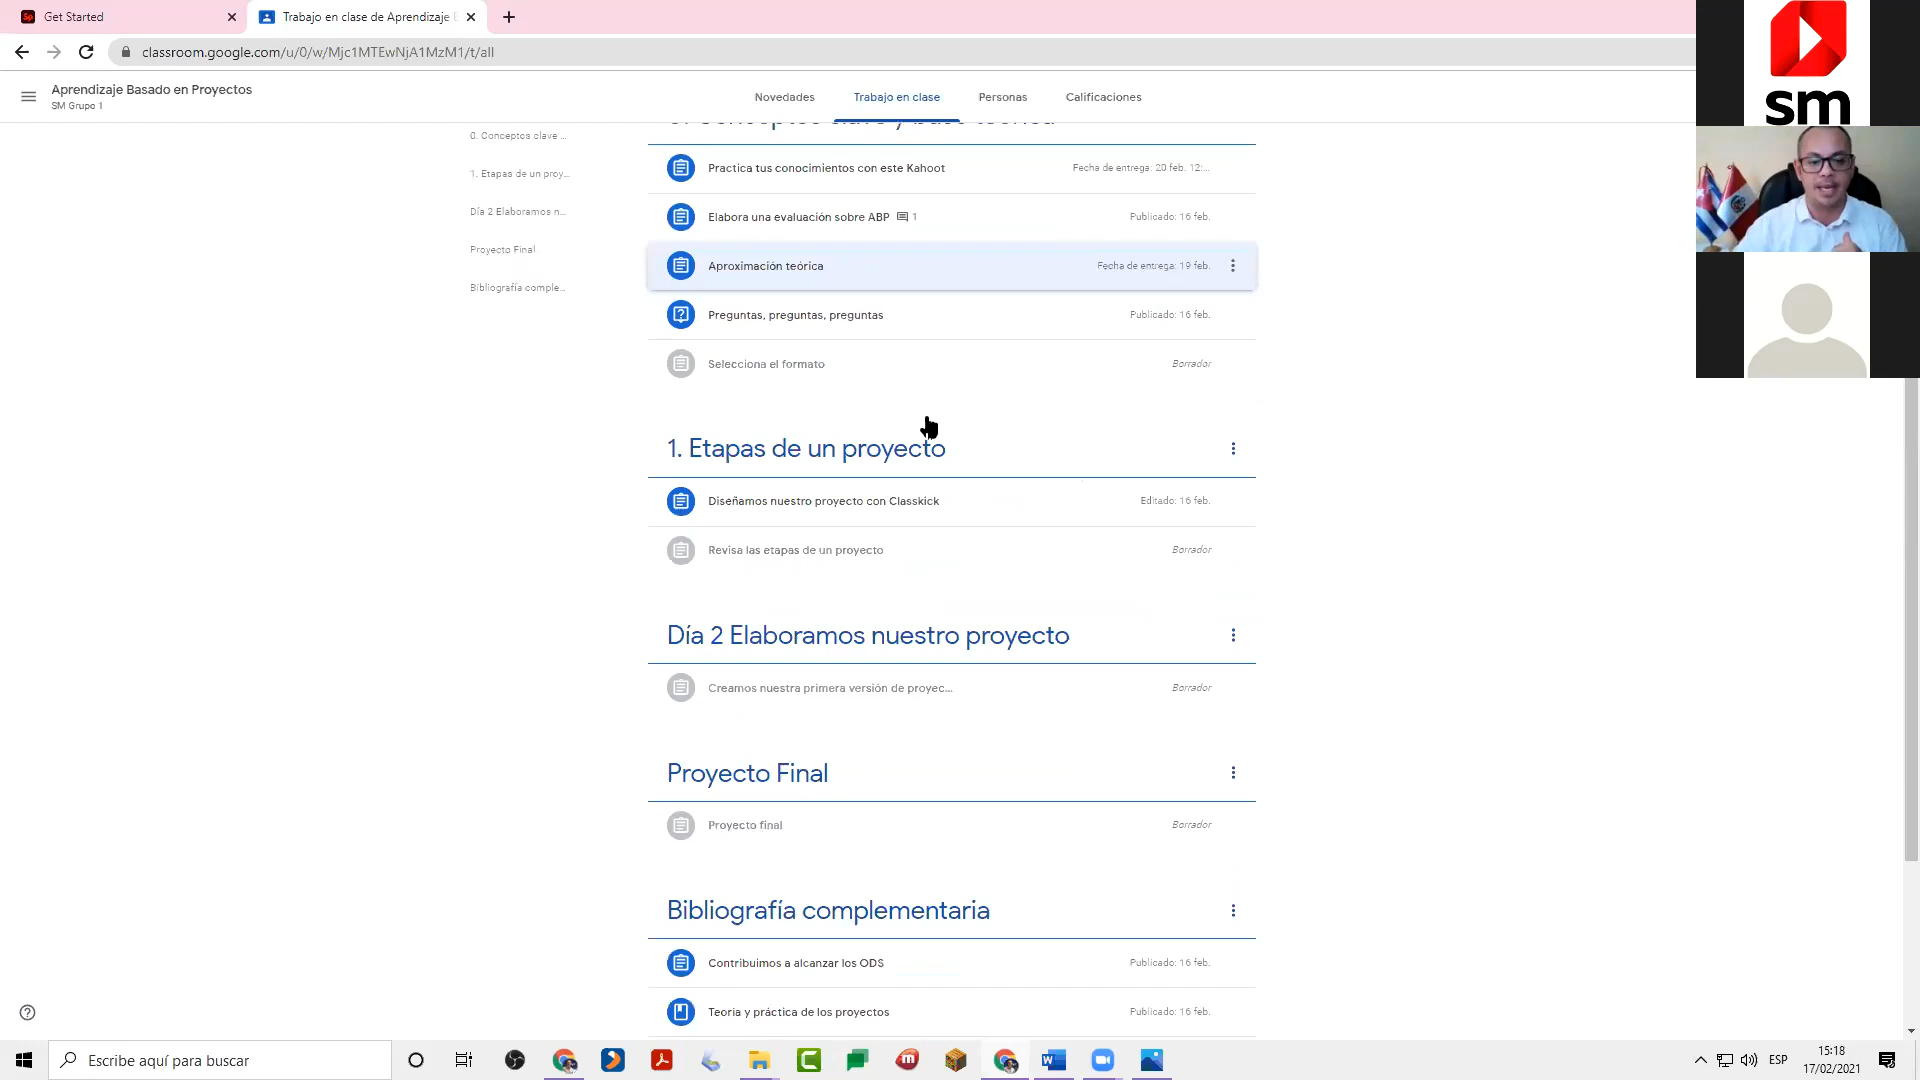 Get Started
Trabajo en clase de Aprendizaje
classroom.google.com/u/0/w/Mjc1MTEwNjA1MzM1/t/all
Aprendizaje Basado en Proyectos
SM Grupo 1
Novedades
Trabajo en clase
Personas
Calificaciones
sm
0. Conceptos clave ...
1. Etapas de un proy...
Día 2 Elaboramos n...
Proyecto Final
Bibliografía comple...
0. Conceptos clave y base teórica
Practica tus conocimientos con este Kahoot
Fecha de entrega: 20 feb. 12:...
Elabora una evaluación sobre ABP 1
Publicado: 16 feb.
Aproximación teórica
Fecha de entrega: 19 feb.
Preguntas, preguntas, preguntas
Publicado: 16 feb.
Selecciona el formato
Borrador
1. Etapas de un proyecto
Diseñamos nuestro proyecto con Classkick
Editado: 16 feb.
Revisa las etapas de un proyecto
Borrador
Día 2 Elaboramos nuestro proyecto
Creamos nuestra primera versión de proyec...
Borrador
Proyecto Final
Proyecto final
Borrador
Bibliografía complementaria
Contribuimos a alcanzar los ODS
Publicado: 16 feb.
Teoría y práctica de los proyectos
Publicado: 16 feb.
Escribe aquí para buscar
ESP
15:18
17/02/2021